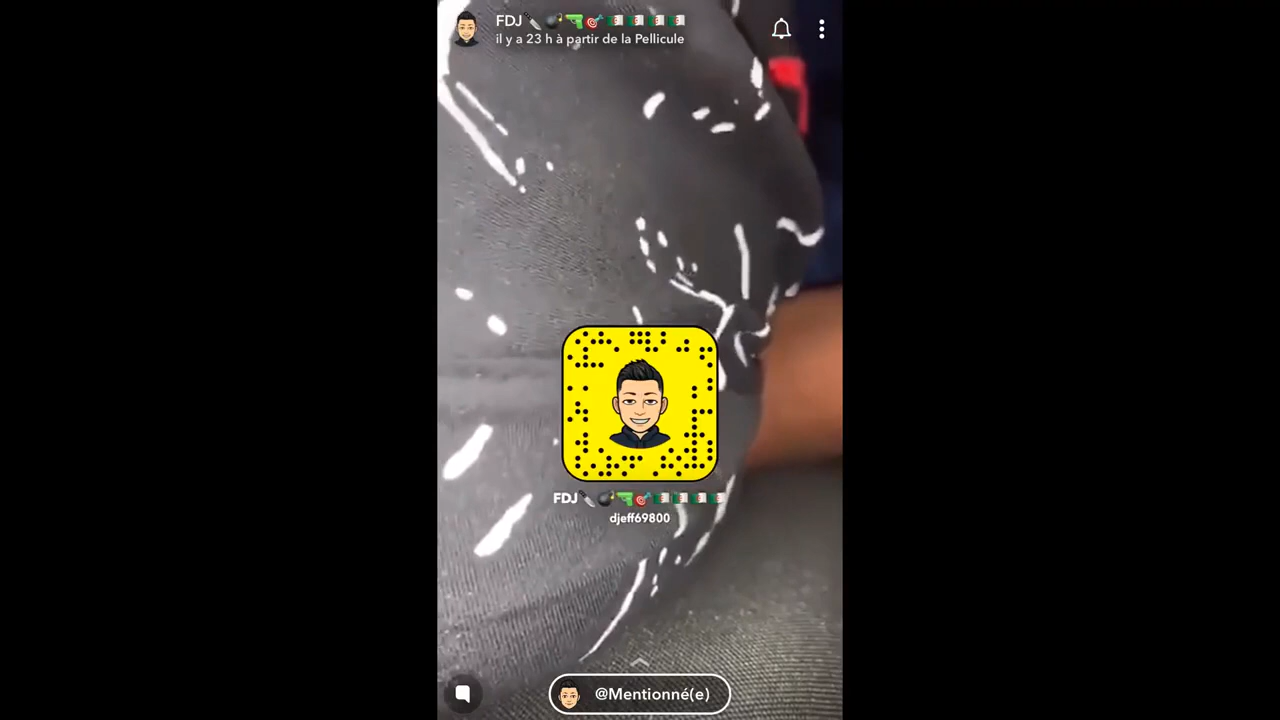 FDJ🔪💣🔫🎯🇩🇿🇩🇿🇩🇿🇩🇿
il y a 23 h à partir de la Pellicule
FDJ🔪💣🔫🎯🇩🇿🇩🇿🇩🇿🇩🇿
djeff69800
@Mentionné(e)